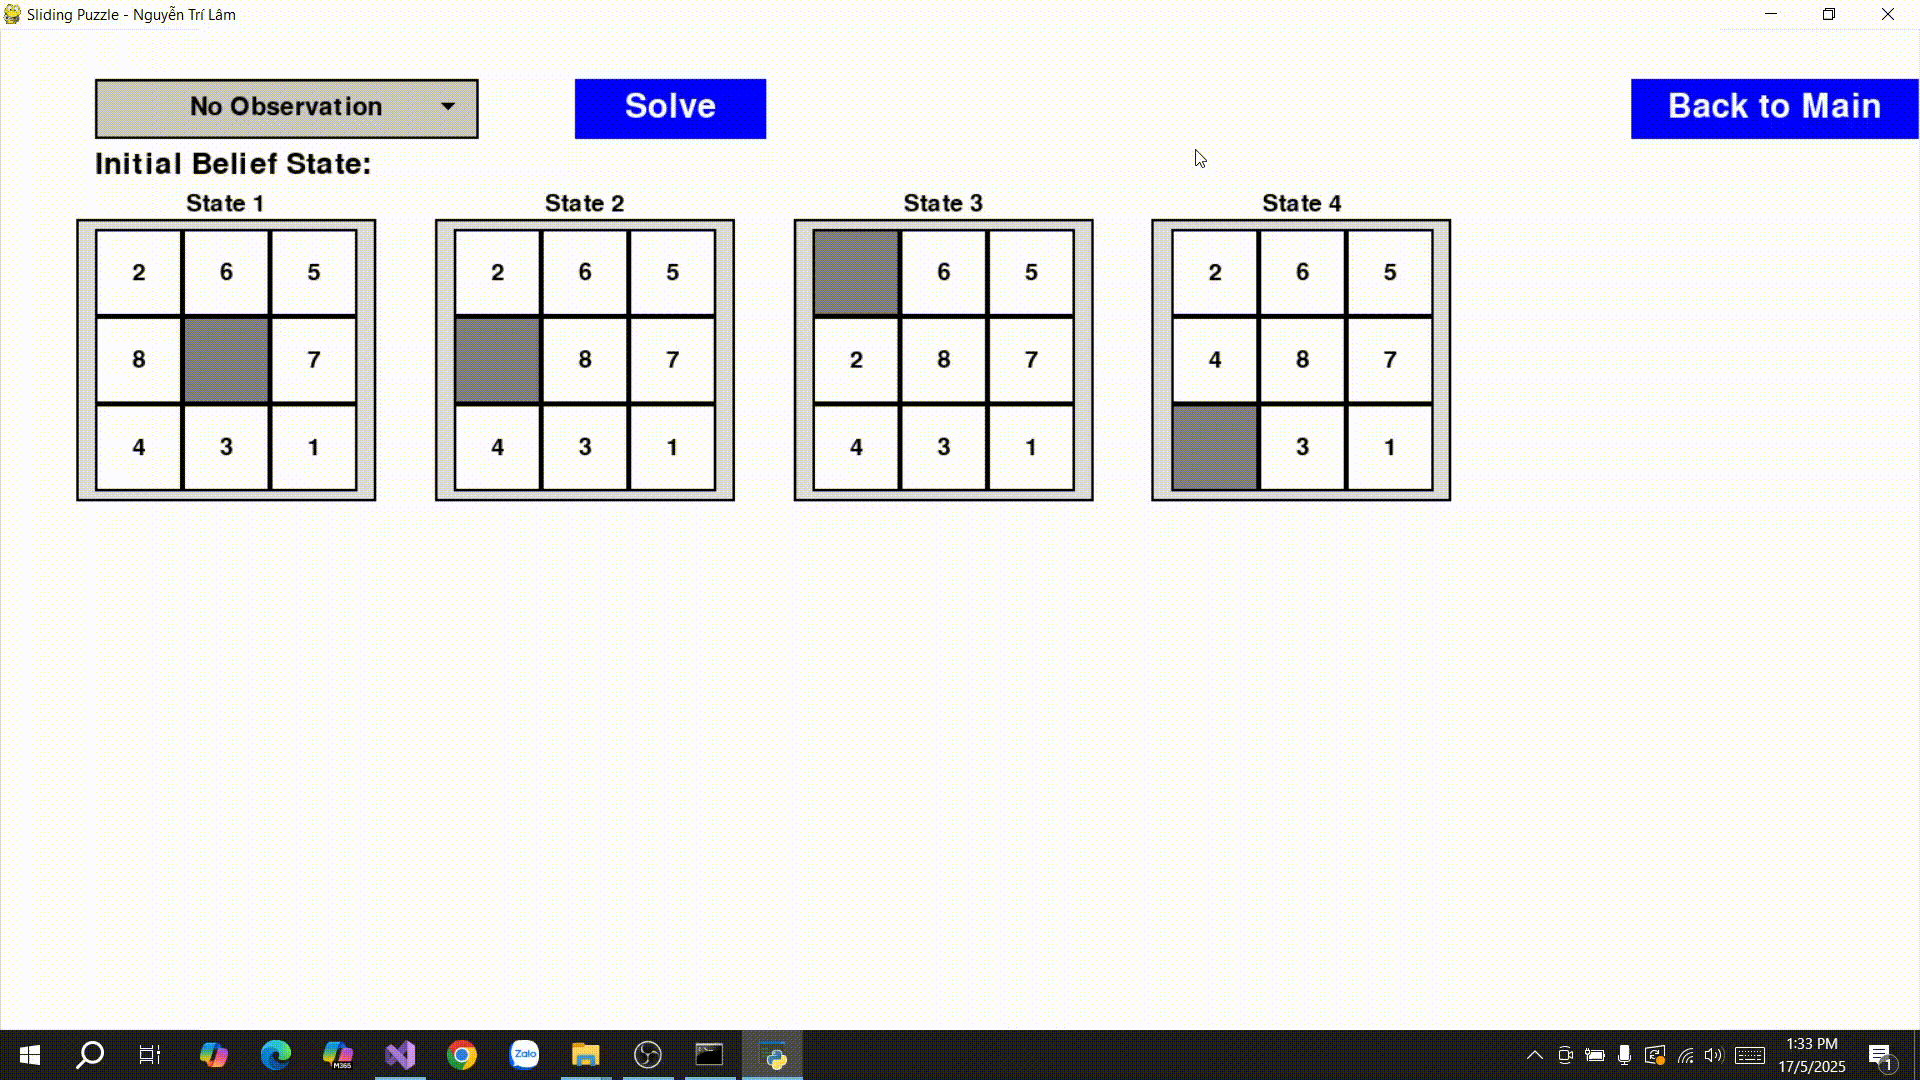 Sliding Puzzle - Nguyễn Trí Lâm
No Observation
Solve
Back to Main
Initial Belief State:
State 1
State 2
State 3
State 4
2 6 5
8 7
4 3 1
2 6 5
8 7
4 3 1
6 5
2 8 7
4 3 1
2 6 5
4 8 7
3 1
M365
Zalo
1:33 PM
17/5/2025
1